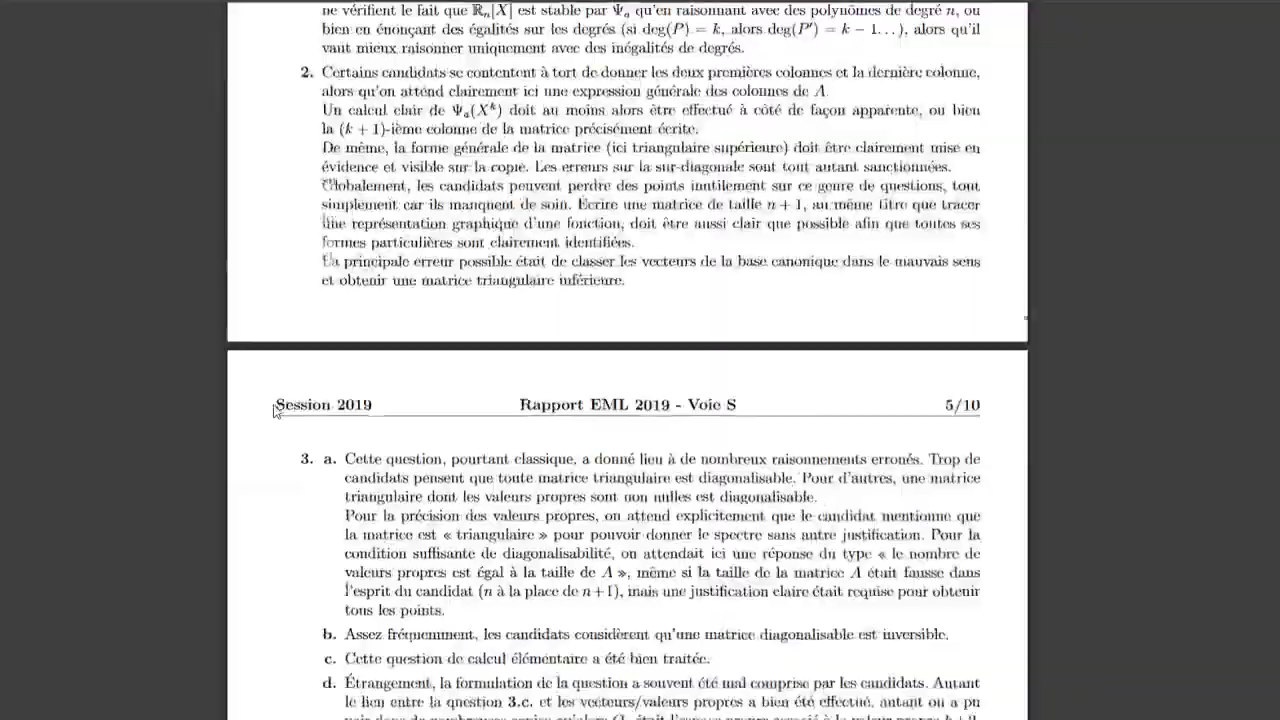 ne vérifient le fait que ℝₙ[X] est stable par Ψₐ qu'en raisonnant avec des polynômes de degré n, ou
bien en énonçant des égalités sur les degrés (si deg(P) = k, alors deg(P′) = k − 1…), alors qu'il
vaut mieux raisonner uniquement avec des inégalités de degrés.
2. Certains candidats se contentent à tort de donner les deux premières colonnes et la dernière colonne,
alors qu'on attend clairement ici une expression générale des colonnes de A.
Un calcul clair de Ψₐ(Xᵏ) doit au moins alors être effectué à côté de façon apparente, ou bien
la (k + 1)-ième colonne de la matrice précisément écrite.
De même, la forme générale de la matrice (ici triangulaire supérieure) doit être clairement mise en
évidence et visible sur la copie. Les erreurs sur la sur-diagonale sont tout autant sanctionnées.
Globalement, les candidats peuvent perdre des points inutilement sur ce genre de questions, tout
simplement car ils manquent de soin. Écrire une matrice de taille n + 1, au même titre que tracer
une représentation graphique d'une fonction, doit être aussi clair que possible afin que toutes ses
formes particulières sont clairement identifiées.
La principale erreur possible était de classer les vecteurs de la base canonique dans le mauvais sens
et obtenir une matrice triangulaire inférieure.
Session 2019 Rapport EML 2019 - Voie S 5/10
3. a. Cette question, pourtant classique, a donné lieu à de nombreux raisonnements erronés. Trop de
candidats pensent que toute matrice triangulaire est diagonalisable. Pour d'autres, une matrice
triangulaire dont les valeurs propres sont non nulles est diagonalisable.
Pour la précision des valeurs propres, on attend explicitement que le candidat mentionne que
la matrice est « triangulaire » pour pouvoir donner le spectre sans autre justification. Pour la
condition suffisante de diagonalisabilité, on attendait ici une réponse du type « le nombre de
valeurs propres est égal à la taille de A », même si la taille de la matrice A était fausse dans
l'esprit du candidat (n à la place de n + 1), mais une justification claire était requise pour obtenir
tous les points.
b. Assez fréquemment, les candidats considèrent qu'une matrice diagonalisable est inversible.
c. Cette question de calcul élémentaire a été bien traitée.
d. Étrangement, la formulation de la question a souvent été mal comprise par les candidats. Autant
le lien entre la question 3.c. et les vecteurs/valeurs propres a bien été effectué, autant on a pu